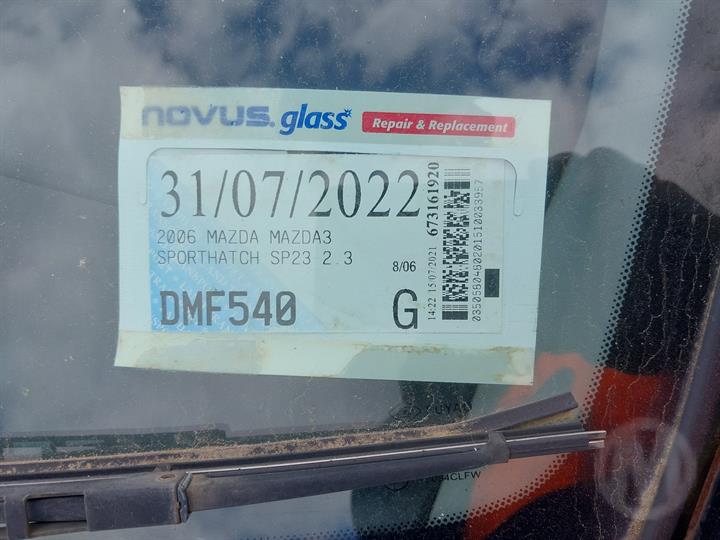 novus. glass Repair & Replacement
31/07/2022
2006 MAZDA MAZDA3
SPORTHATCH SP23 2.3
8/06
DMF540
G
14:22 15/07/2021 673161920